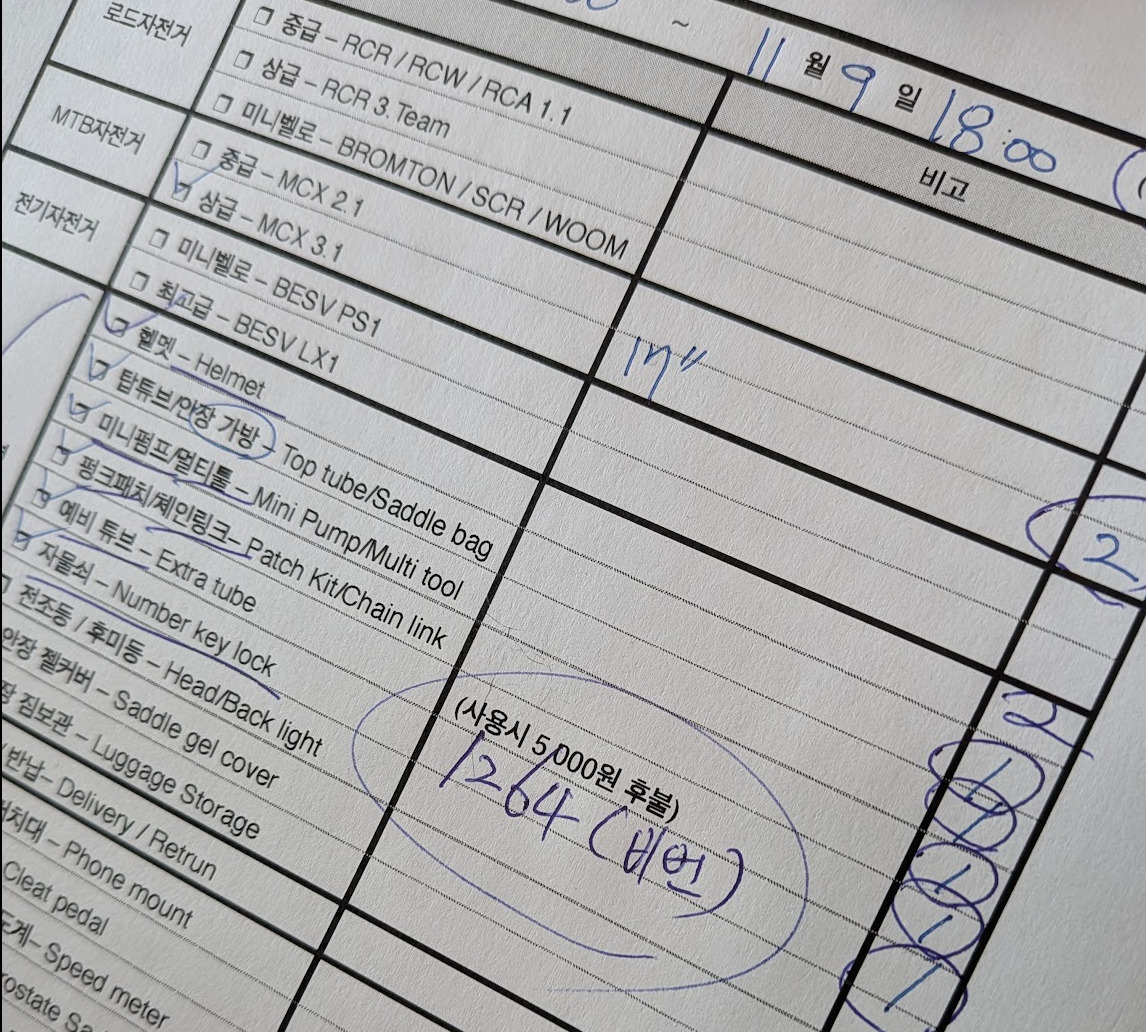 ~ 11월 9일 18:00
비고
로드자전거
중급 – RCR / RCW / RCA 1.1
상급 – RCR 3 Team
미니벨로 – BROMTON / SCR / WOOM
MTB자전거
중급 – MCX 2.1
상급 – MCX 3.1
17"
2
전기자전거
미니벨로 – BESV PS1
최고급 – BESV LX1
헬멧 – Helmet
2
탑튜브/안장 가방 – Top tube/Saddle bag
1
미니펌프/멀티툴 – Mini Pump/Multi tool
1
펑크패치/체인링크– Patch Kit/Chain link
1
예비 튜브 – Extra tube
(사용시 5,000원 후불)
1
자물쇠 – Number key lock
1264 (비번)
1
전조등 / 후미등 – Head/Back light
안장 젤커버 – Saddle gel cover
짐보관 – Luggage Storage
반납– Delivery / Retrun
– Phone mount
Cleat pedal
– Speed meter